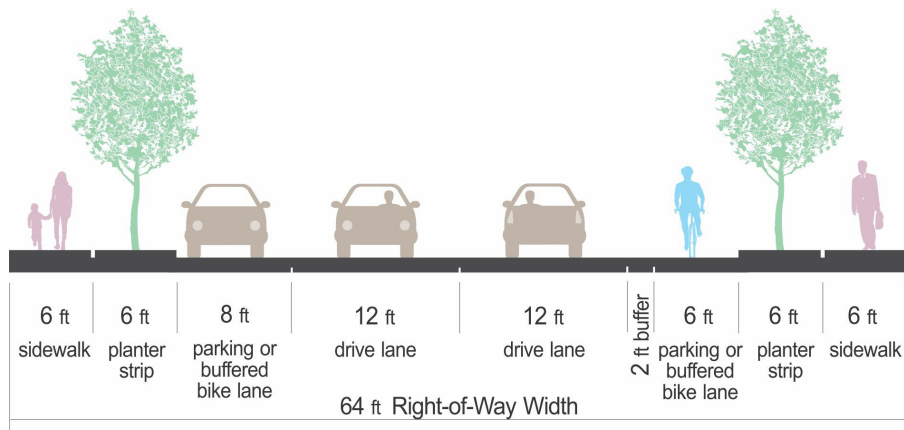 6 ft
sidewalk
6 ft
planter
strip
8 ft
parking or
buffered
bike lane
12 ft
drive lane
12 ft
drive lane
2 ft buffer
6 ft
parking or
buffered
bike lane
6 ft
planter
strip
6 ft
sidewalk
64 ft Right-of-Way Width